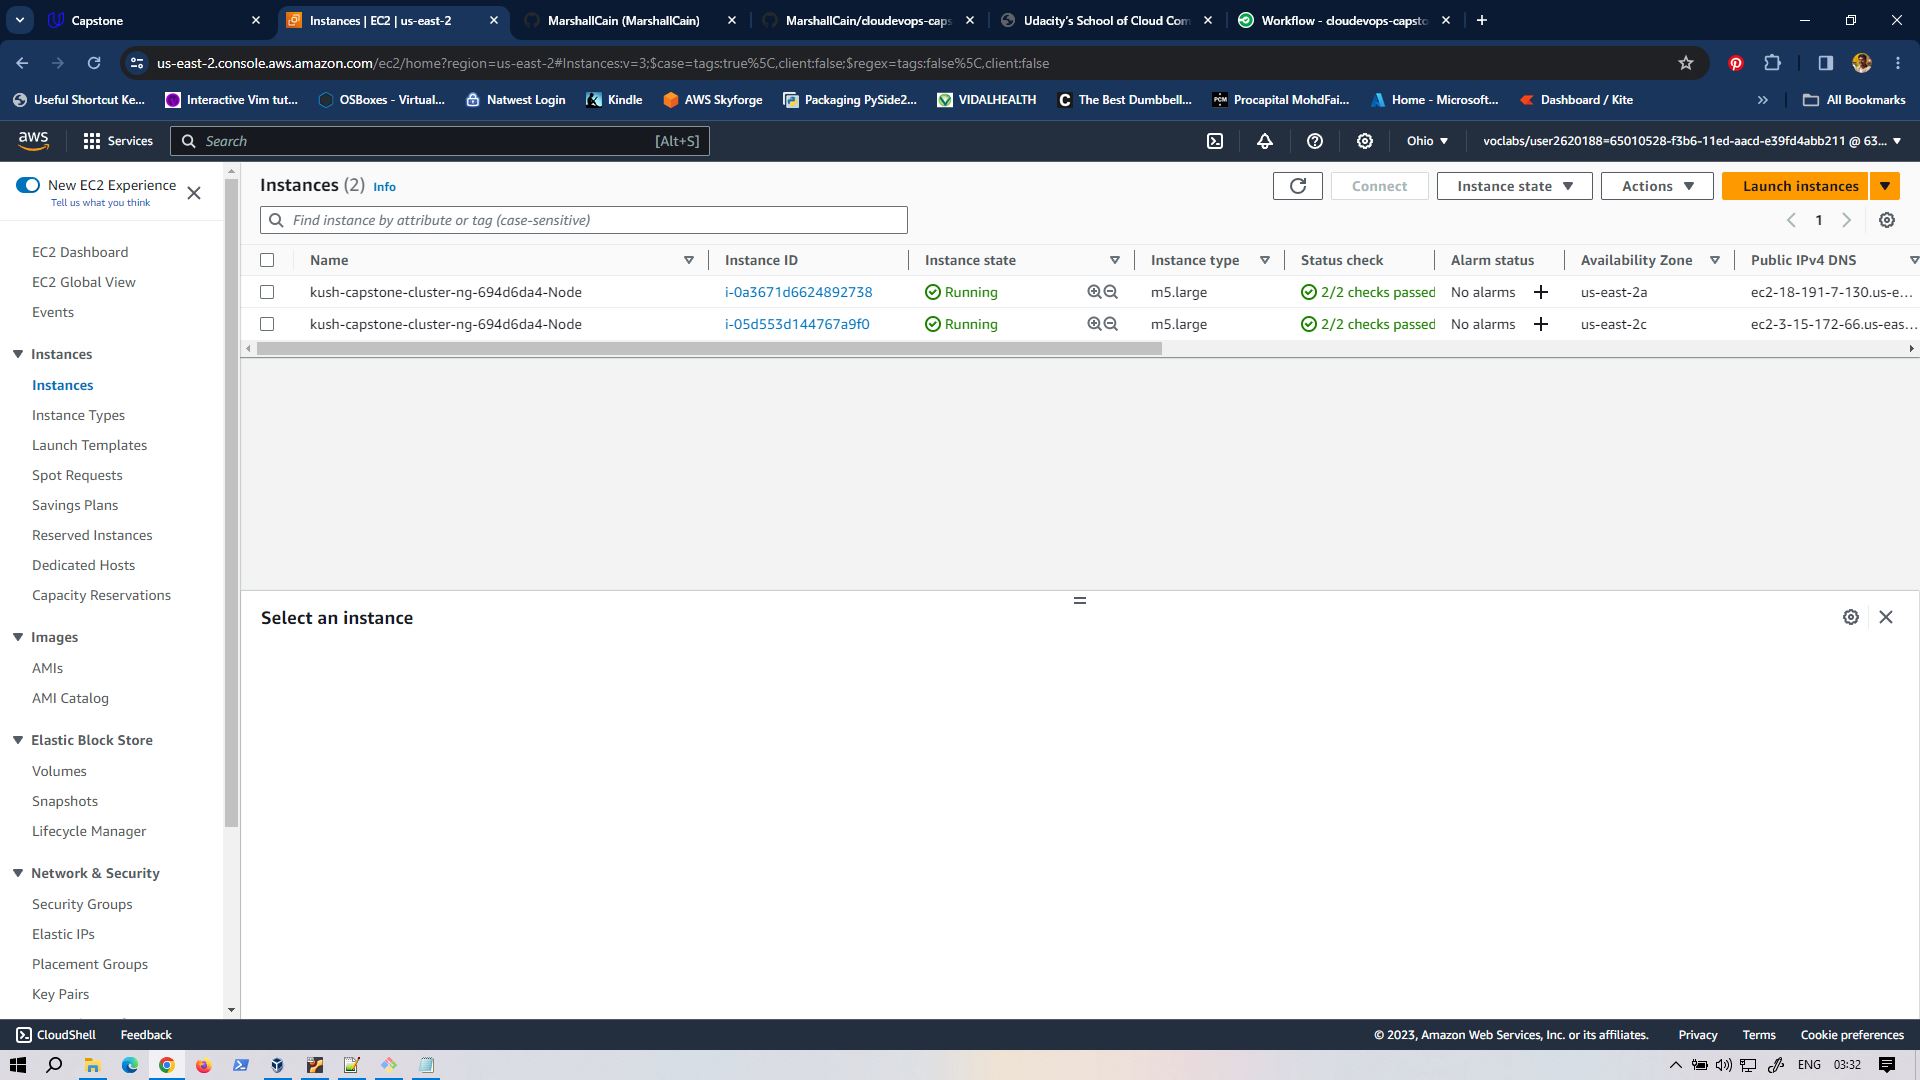 Capstone
Instances | EC2 | us-east-2
MarshallCain (MarshallCain)
MarshallCain/cloudevops-caps
Udacity's School of Cloud Com
Workflow - cloudevops-capsto
us-east-2.console.aws.amazon.com/ec2/home?region=us-east-2#Instances:v=3;$case=tags:true%5C,client:false;$regex=tags:false%5C,client:false
Useful Shortcut Ke...
Interactive Vim tut...
OSBoxes - Virtual...
Natwest Login
Kindle
AWS Skyforge
Packaging PySide2...
VIDALHEALTH
The Best Dumbbell...
Procapital MohdFai...
Home - Microsoft...
Dashboard / Kite
All Bookmarks
aws
Services
Search
[Alt+S]
Ohio
voclabs/user2620188=65010528-f3b6-11ed-aacd-e39fd4abb211 @ 63...
New EC2 Experience
Tell us what you think
EC2 Dashboard
EC2 Global View
Events
Instances
Instances
Instance Types
Launch Templates
Spot Requests
Savings Plans
Reserved Instances
Dedicated Hosts
Capacity Reservations
Images
AMIs
AMI Catalog
Elastic Block Store
Volumes
Snapshots
Lifecycle Manager
Network & Security
Security Groups
Elastic IPs
Placement Groups
Key Pairs
Instances (2) Info
Connect
Instance state
Actions
Launch instances
Find instance by attribute or tag (case-sensitive)
1
Name Instance ID Instance state Instance type Status check Alarm status Availability Zone Public IPv4 DNS
kush-capstone-cluster-ng-694d6da4-Node i-0a3671d6624892738 Running m5.large 2/2 checks passed No alarms us-east-2a ec2-18-191-7-130.us-e...
kush-capstone-cluster-ng-694d6da4-Node i-05d553d144767a9f0 Running m5.large 2/2 checks passed No alarms us-east-2c ec2-3-15-172-66.us-eas...
Select an instance
CloudShell
Feedback
© 2023, Amazon Web Services, Inc. or its affiliates.
Privacy
Terms
Cookie preferences
ENG
03:32